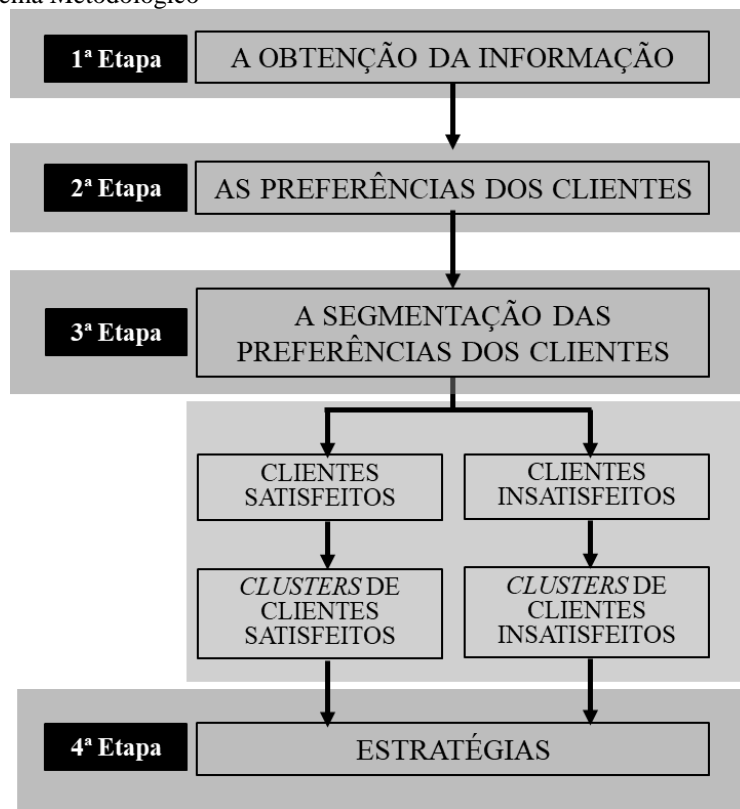 1ª Etapa
A OBTENÇÃO DA INFORMAÇÃO
2ª Etapa
AS PREFERÊNCIAS DOS CLIENTES
3ª Etapa
A SEGMENTAÇÃO DAS
PREFERÊNCIAS DOS CLIENTES
CLIENTES
SATISFEITOS
CLIENTES
INSATISFEITOS
CLUSTERS DE
CLIENTES
SATISFEITOS
CLUSTERS DE
CLIENTES
INSATISFEITOS
4ª Etapa
ESTRATÉGIAS